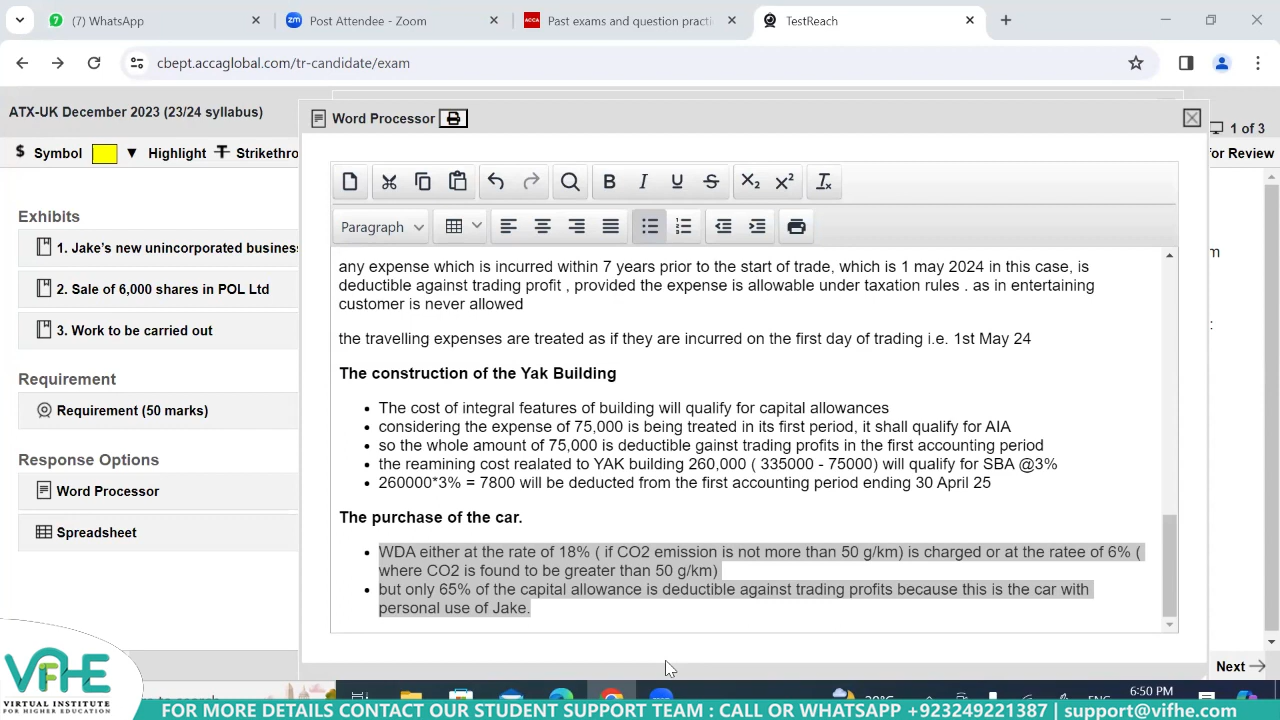 (7) WhatsApp
Post Attendee - Zoom
ACCA
Past exams and question practi
TestReach
cbept.accaglobal.com/tr-candidate/exam
ATX-UK December 2023 (23/24 syllabus)
Word Processor
1 of 3
$ Symbol
Highlight
T Strikethro
or Review
B I U S X₂ X² Tx
Exhibits
Paragraph
1. Jake's new unincorporated busines
2. Sale of 6,000 shares in POL Ltd
3. Work to be carried out
Requirement
Requirement (50 marks)
Response Options
Word Processor
Spreadsheet
any expense which is incurred within 7 years prior to the start of trade, which is 1 may 2024 in this case, is
deductible against trading profit , provided the expense is allowable under taxation rules . as in entertaining
customer is never allowed
the travelling expenses are treated as if they are incurred on the first day of trading i.e. 1st May 24
The construction of the Yak Building
• The cost of integral features of building will qualify for capital allowances
• considering the expense of 75,000 is being treated in its first period, it shall qualify for AIA
• so the whole amount of 75,000 is deductible gainst trading profits in the first accounting period
• the reamining cost realated to YAK building 260,000 ( 335000 - 75000) will qualify for SBA @3%
• 260000*3% = 7800 will be deducted from the first accounting period ending 30 April 25
The purchase of the car.
• WDA either at the rate of 18% ( if CO2 emission is not more than 50 g/km) is charged or at the ratee of 6% (
where CO2 is found to be greater than 50 g/km)
• but only 65% of the capital allowance is deductible against trading profits because this is the car with
personal use of Jake.
m
:
Next
6:50 PM
ENG
VFHE
VIRTUAL INSTITUTE
FOR HIGHER EDUCATION
FOR MORE DETAILS CONTACT OUR STUDENT SUPPORT TEAM : CALL OR WHATSAPP +923249221387 | support@vifhe.com